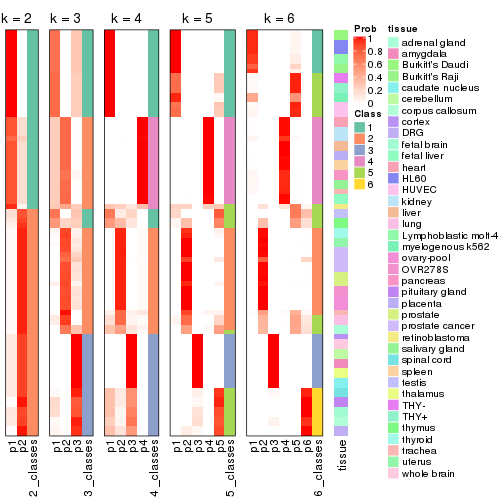 k = 2 k = 3 k = 4 k = 5 k = 6
Prob
1
0.8
0.6
0.4
0.2
0
Class
1
2
3
4
5
6
tissue
adrenal gland
amygdala
Burkitt's Daudi
Burkitt's Raji
caudate nucleus
cerebellum
corpus callosum
cortex
DRG
fetal brain
fetal liver
heart
HL60
HUVEC
kidney
liver
lung
Lymphoblastic molt-4
myelogenous k562
ovary-pool
OVR278S
pancreas
pituitary gland
placenta
prostate
prostate cancer
retinoblastoma
salivary gland
spinal cord
spleen
testis
thalamus
THY-
THY+
thymus
thyroid
trachea
uterus
whole brain
p1 p2 2_classes
p1 p2 p3 3_classes
p1 p2 p3 p4 4_classes
p1 p2 p3 p4 p5 5_classes
p1 p2 p3 p4 p5 p6 6_classes
tissue